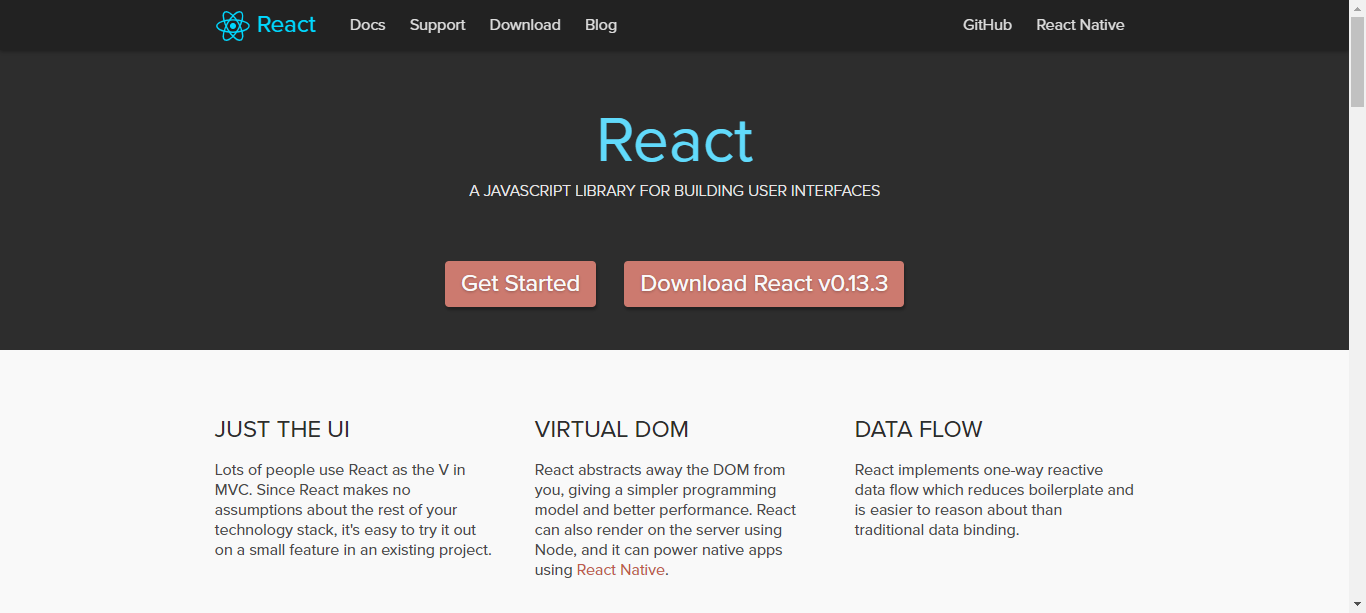 React Docs Support Download Blog GitHub React Native
React
A JAVASCRIPT LIBRARY FOR BUILDING USER INTERFACES
Get Started Download React v0.13.3
JUST THE UI
Lots of people use React as the V in
MVC. Since React makes no
assumptions about the rest of your
technology stack, it's easy to try it out
on a small feature in an existing project.
VIRTUAL DOM
React abstracts away the DOM from
you, giving a simpler programming
model and better performance. React
can also render on the server using
Node, and it can power native apps
using React Native.
DATA FLOW
React implements one-way reactive
data flow which reduces boilerplate and
is easier to reason about than
traditional data binding.